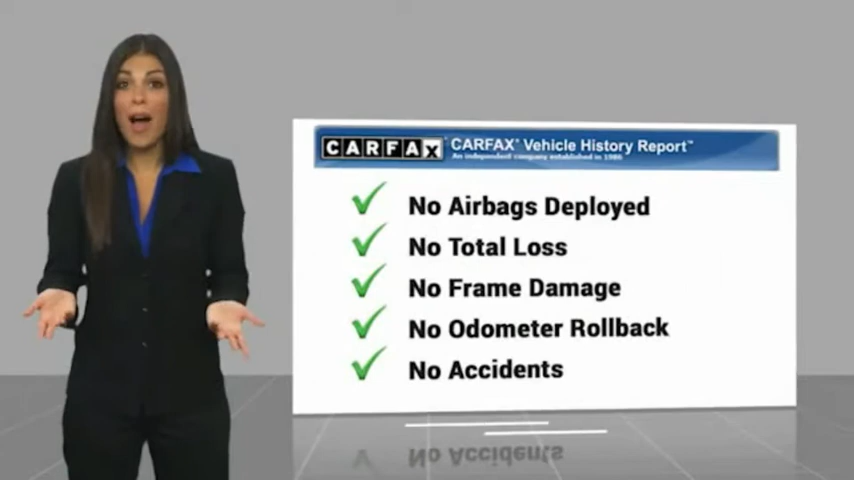 CARFAX CARFAX® Vehicle History Report™
An independent company established in 1986
No Airbags Deployed
No Total Loss
No Frame Damage
No Odometer Rollback
No Accidents
No Accidents